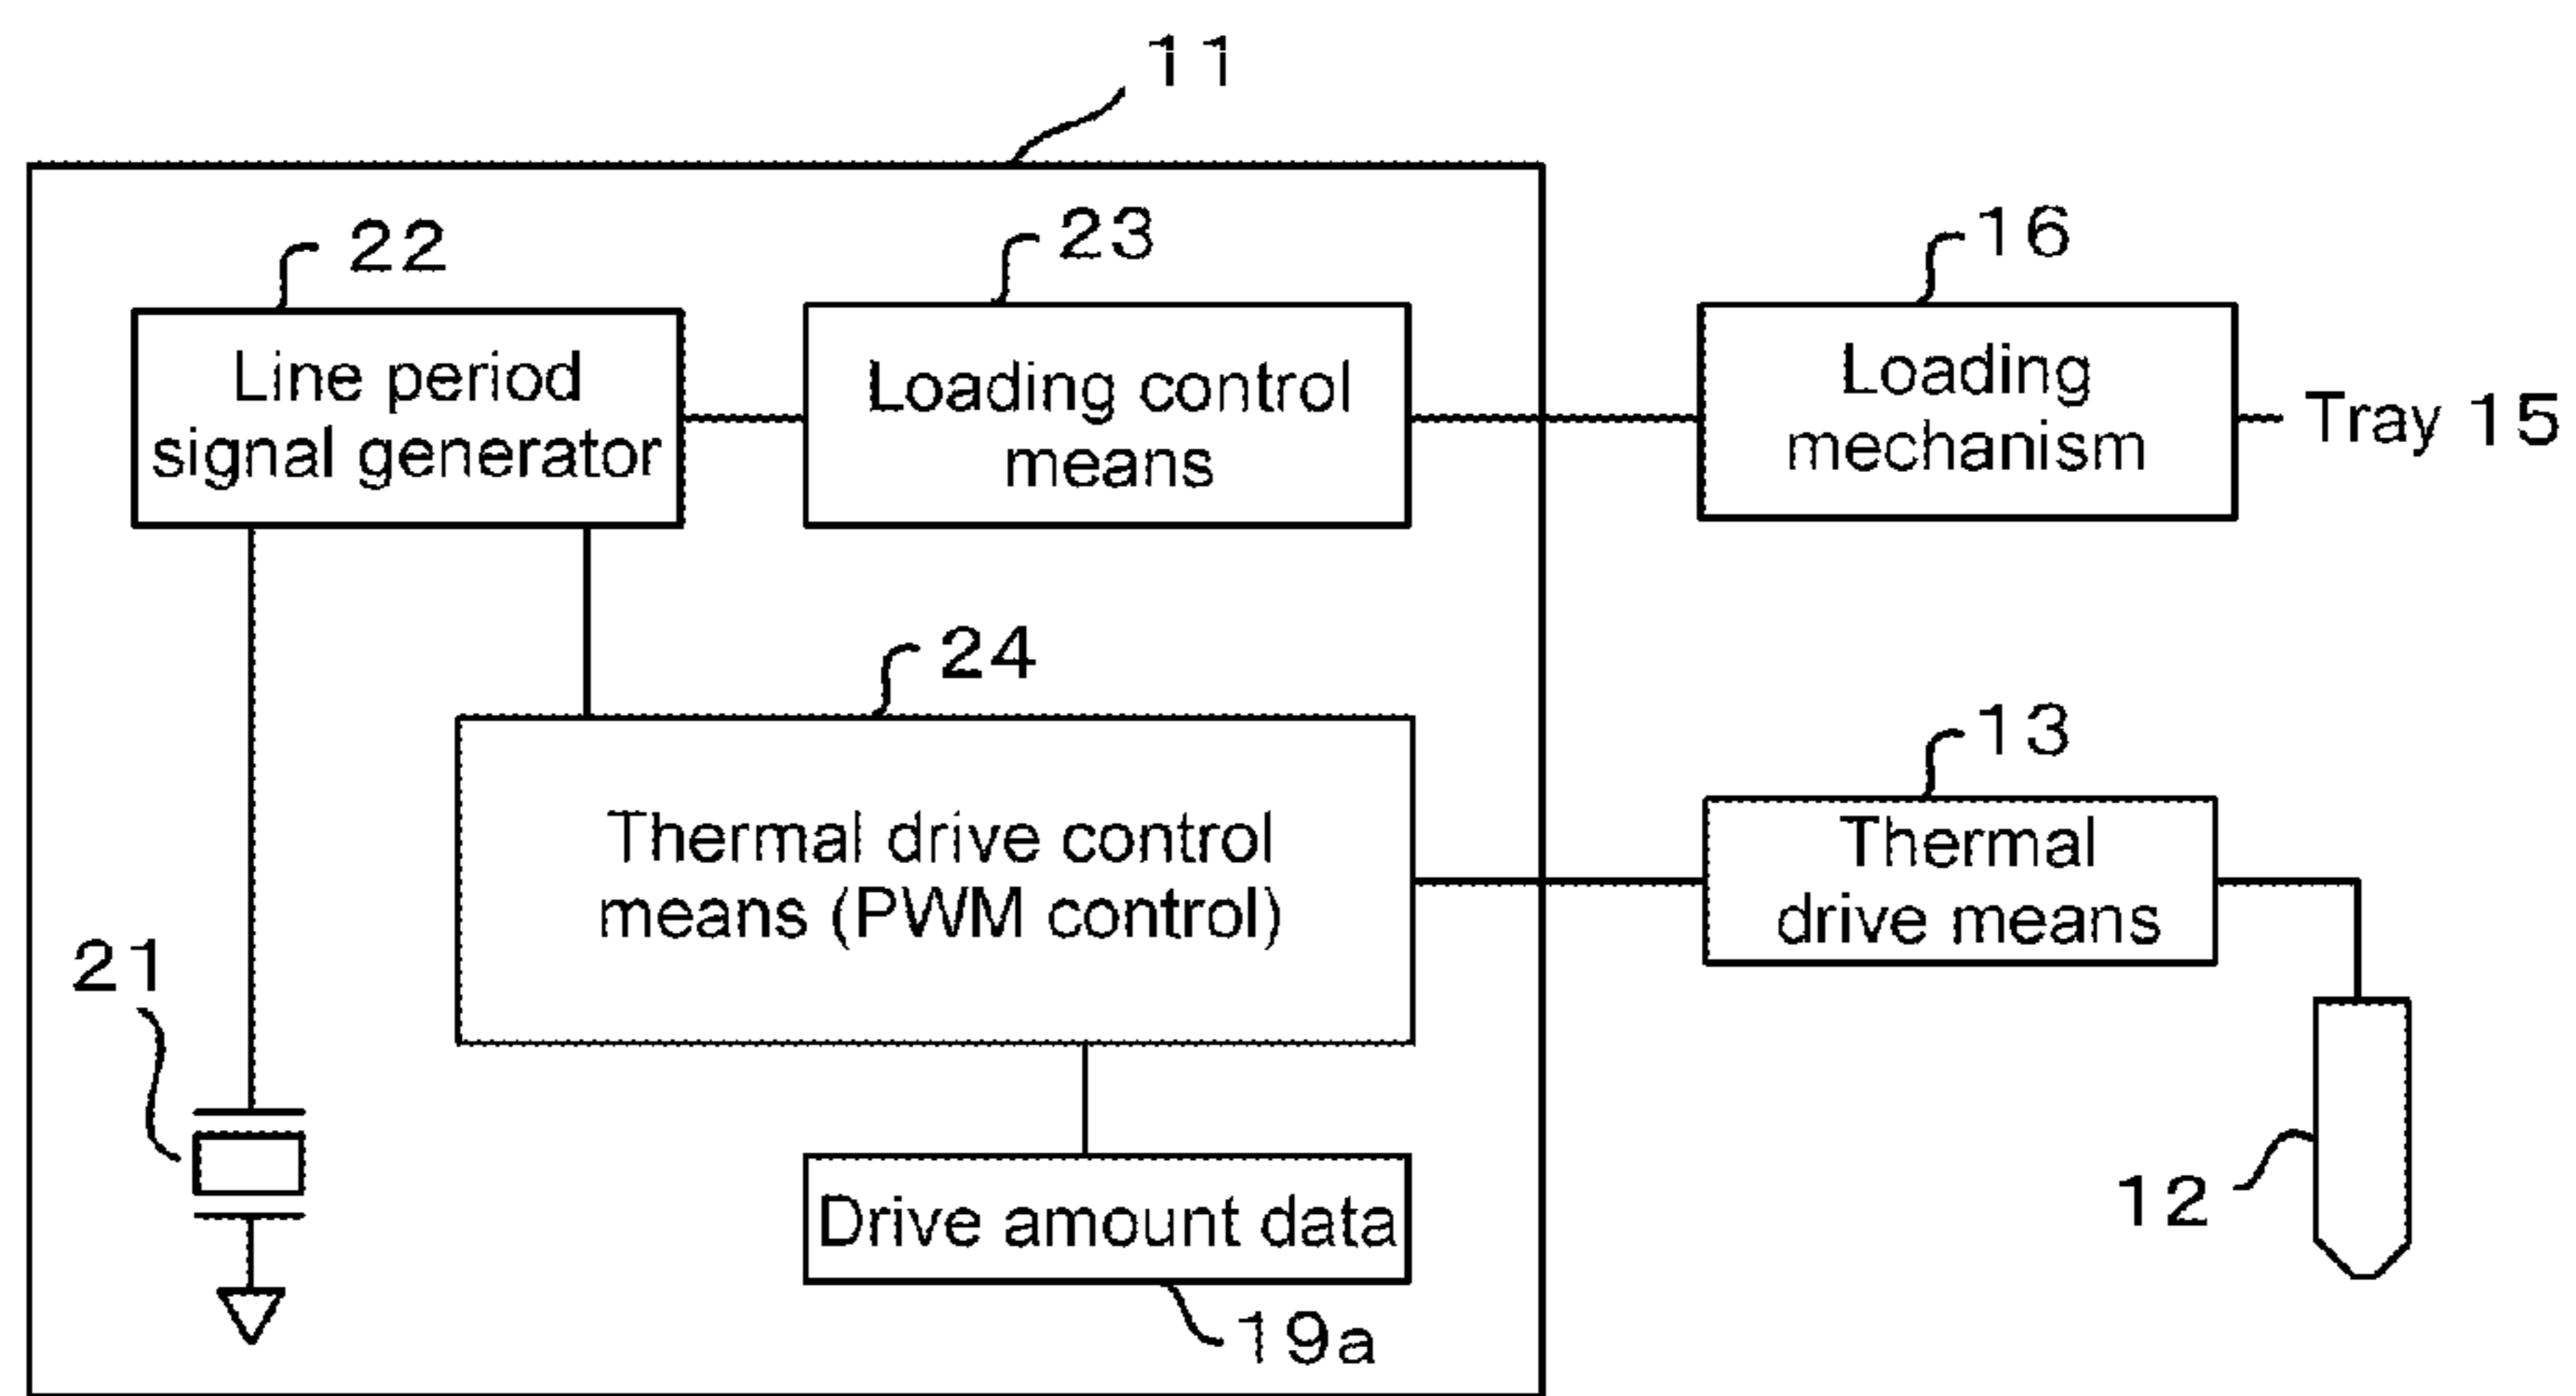 11
22
23
16
Line period
signal generator
Loading control
means
Loading
mechanism
Tray 15
24
13
Thermal drive control
means (PWM control)
Thermal
drive means
21
12
Drive amount data
19a